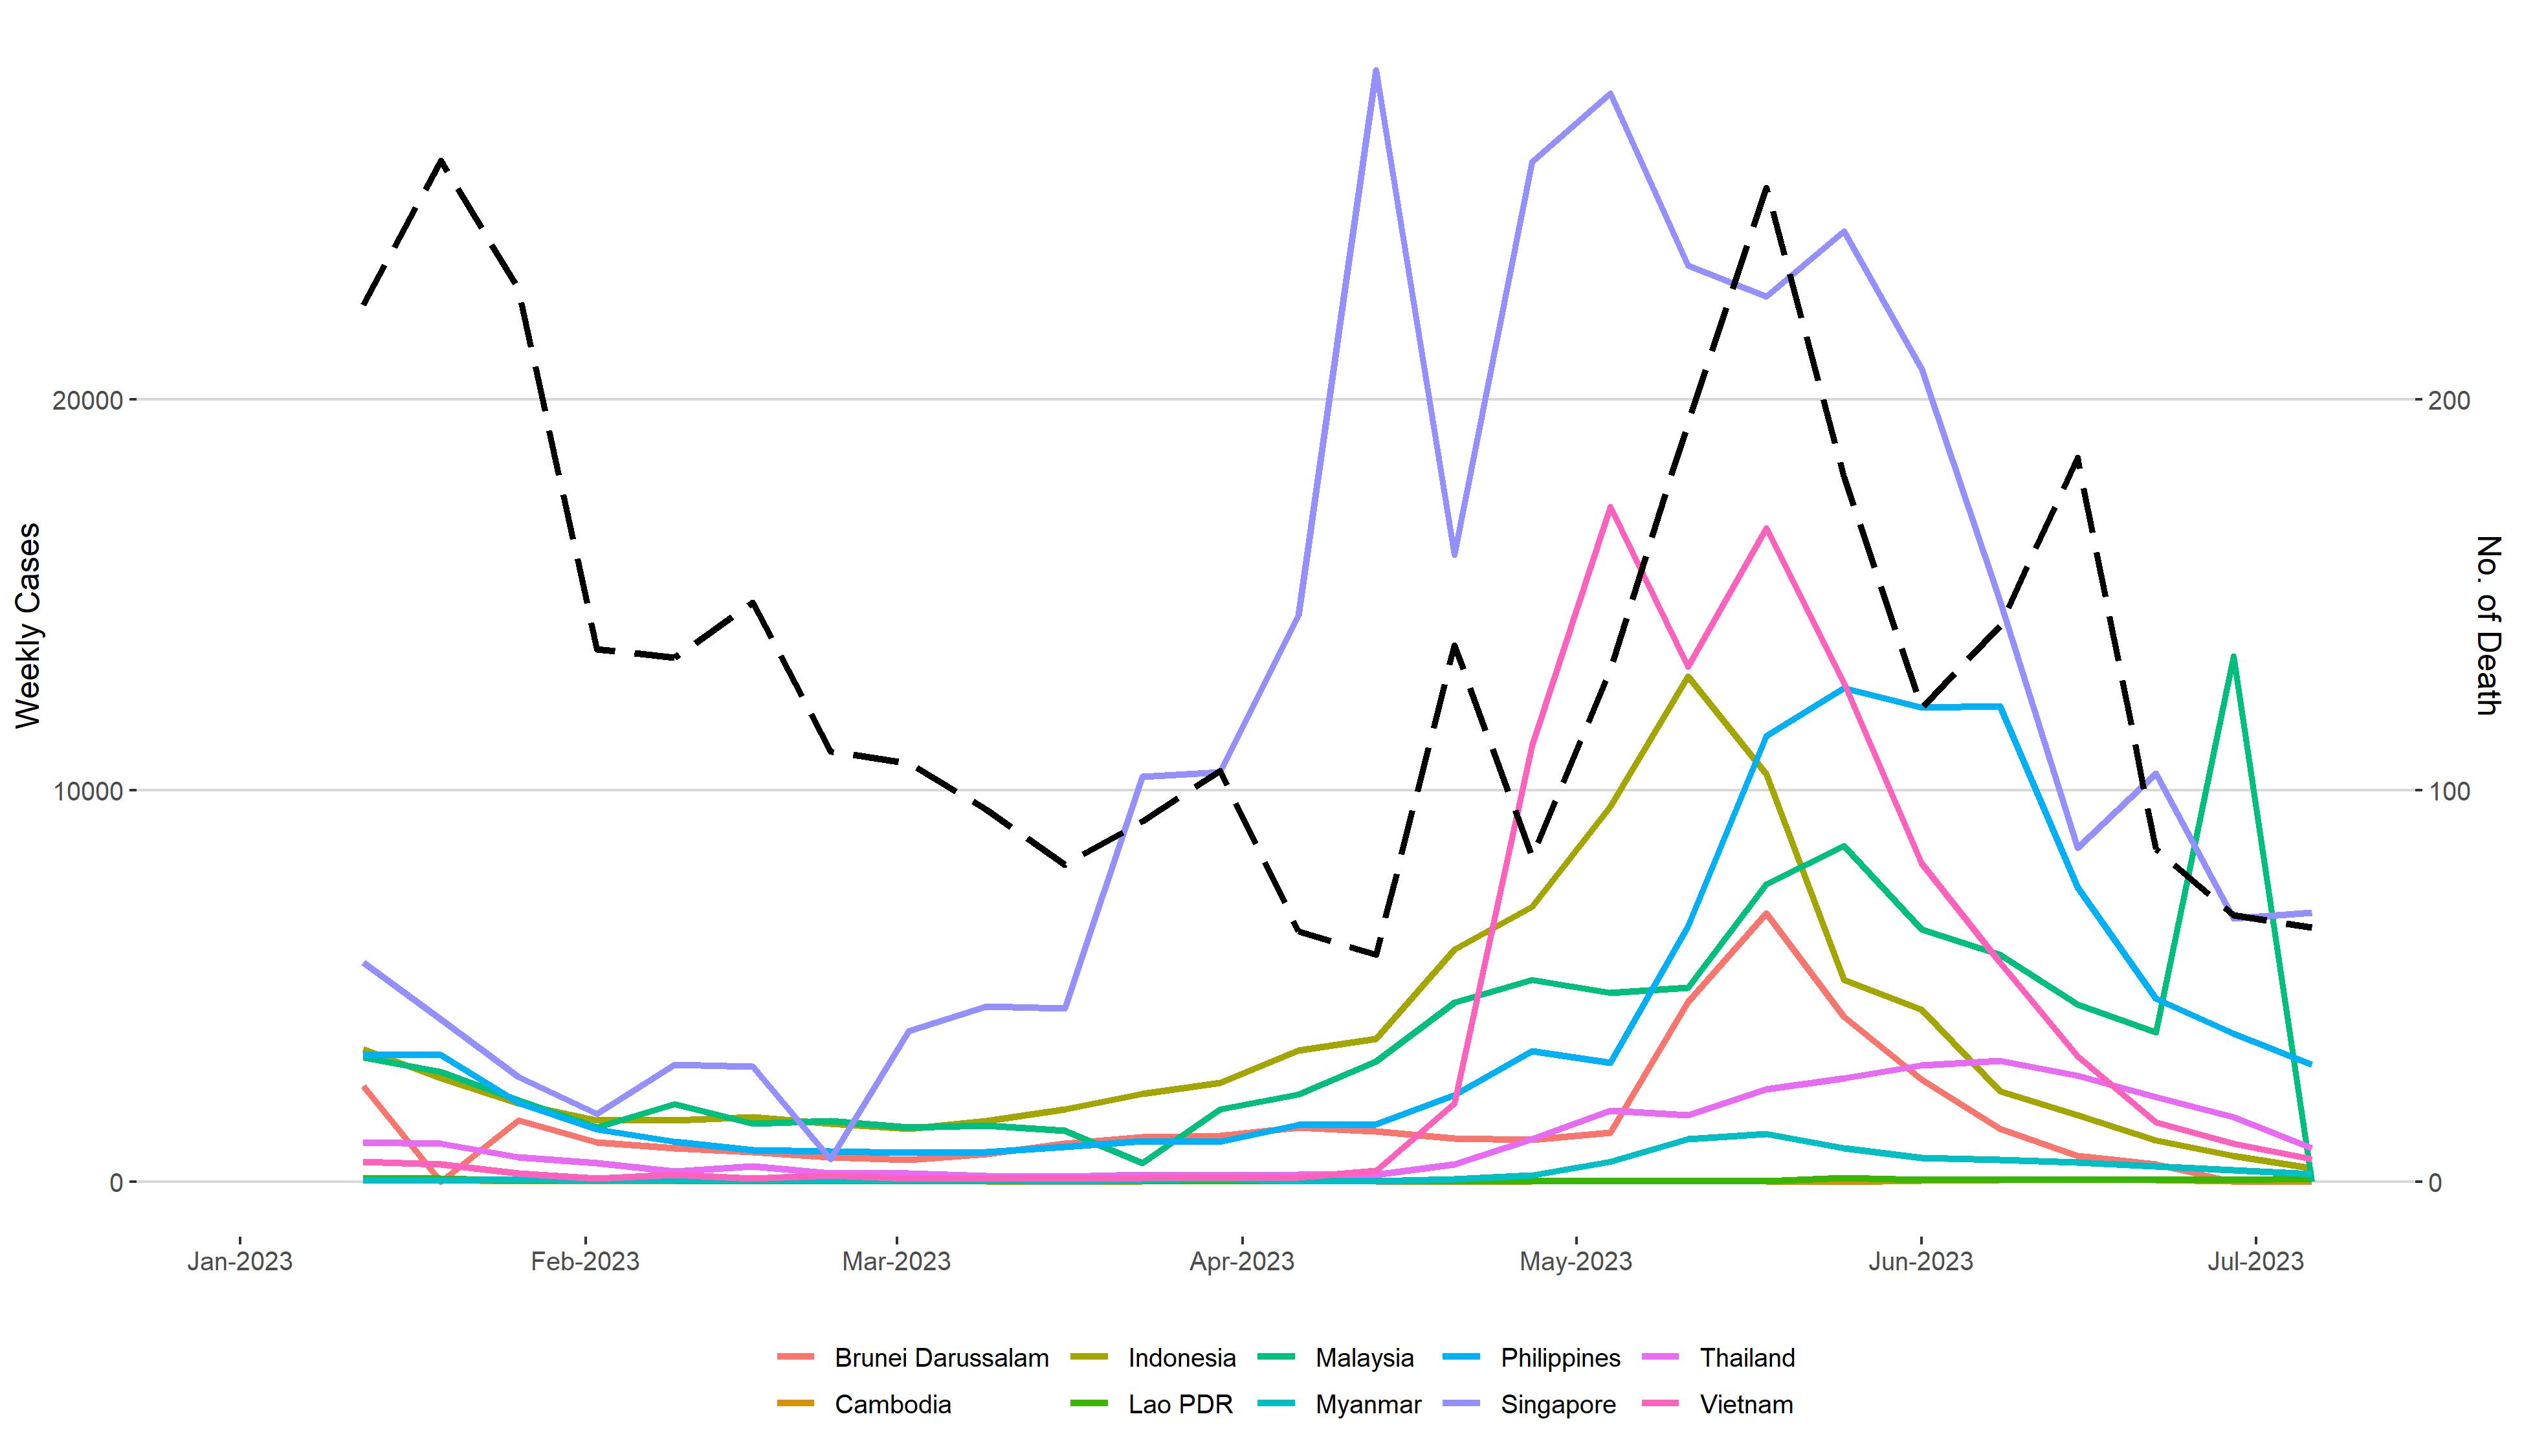 20000
10000
0
Weekly Cases
200
100
0
No. of Death
Jan-2023 Feb-2023 Mar-2023 Apr-2023 May-2023 Jun-2023 Jul-2023
Brunei Darussalam Indonesia Malaysia Philippines Thailand
Cambodia Lao PDR Myanmar Singapore Vietnam